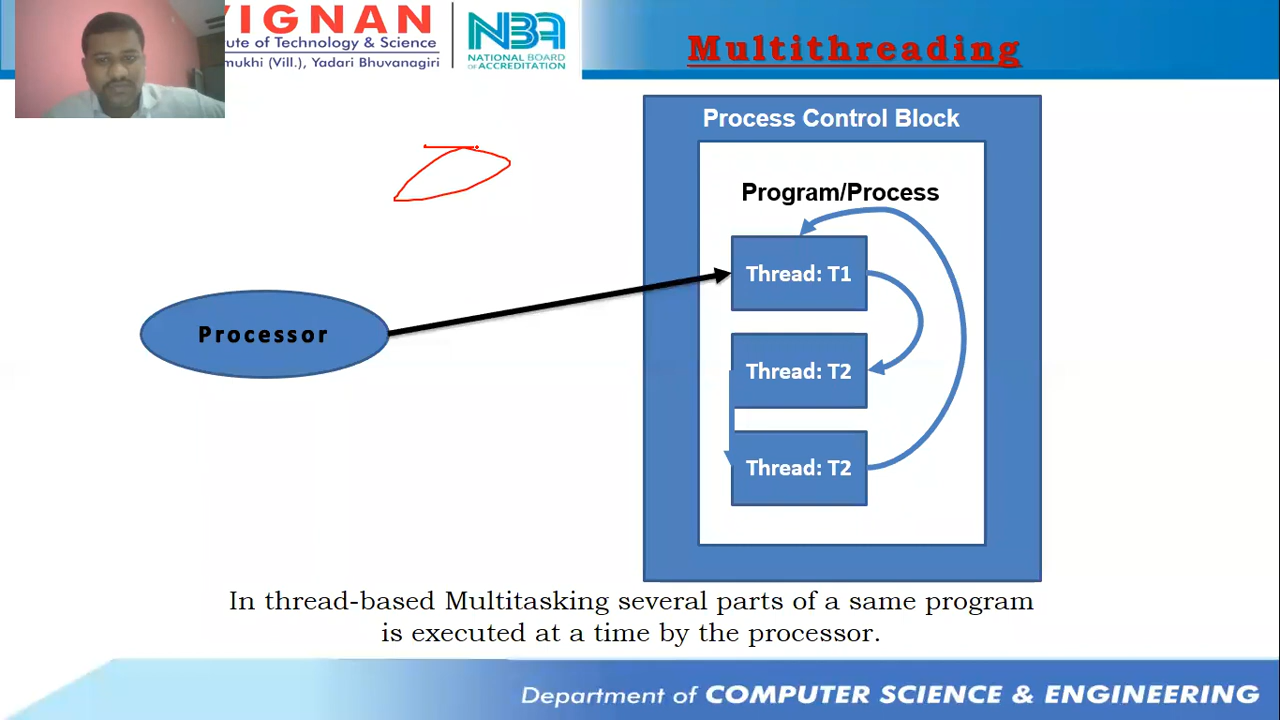 VIGNAN
tute of Technology & Science
mukhi (Vill.), Yadari Bhuvanagiri
NBA
NATIONAL BOARD
OF ACCREDITATION
Multithreading
Process Control Block
Program/Process
Thread: T1
Processor
Thread: T2
Thread: T2
In thread-based Multitasking several parts of a same program
is executed at a time by the processor.
Department of COMPUTER SCIENCE & ENGINEERING